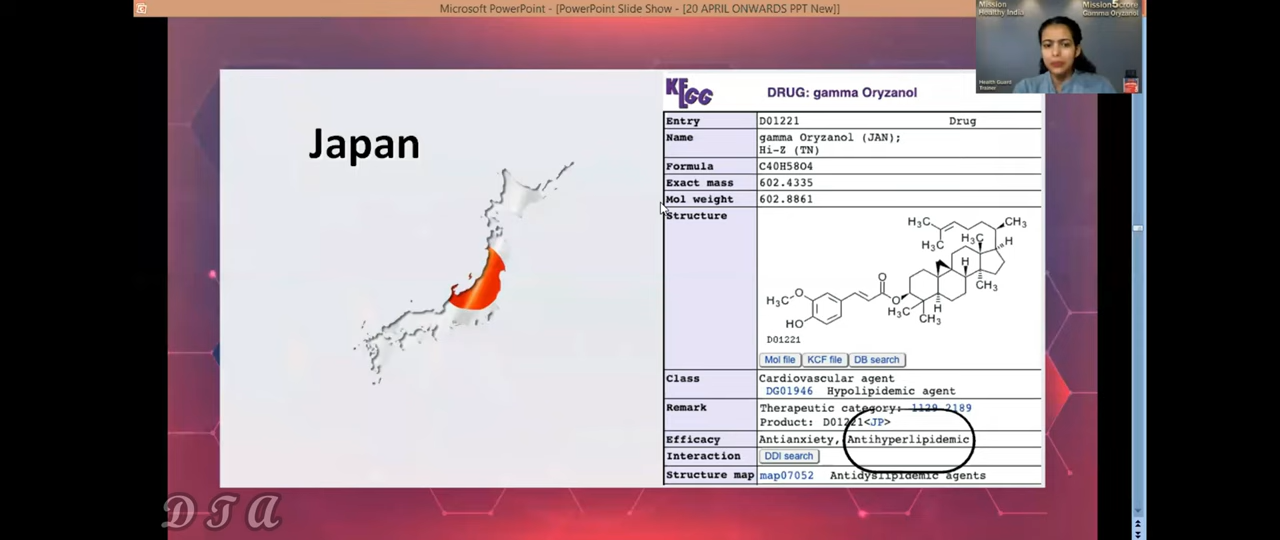 Microsoft PowerPoint - [PowerPoint Slide Show - [20 APRIL ONWARDS PPT New]]
Mission
Healthy India
Mission 5 Crore
Gamma Oryzanol
Health Guard
Trainer
Japan
KEGG
DRUG: gamma Oryzanol
Entry D01221 Drug
Name gamma Oryzanol (JAN);
Hi-Z (TN)
Formula C40H58O4
Exact mass 602.4335
Mol weight 602.8861
Structure
H₃C CH₃
H₃C H₃C H
H
O CH₃
H₃C O O H
H₃C CH₃
HO
D01221
Mol file KCF file DB search
Class Cardiovascular agent
DG01946 Hypolipidemic agent
Remark Therapeutic category: 1129 2189
Product: D01221<JP>
Efficacy Antianxiety, Antihyperlipidemic
Interaction DDI search
Structure map map07052 Antidyslipidemic agents
DTA